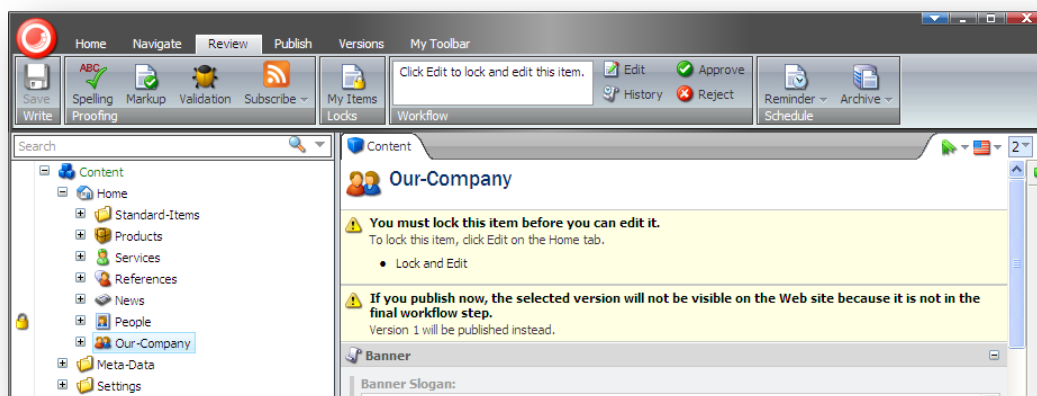 Home Navigate Review Publish Versions My Toolbar
ABC
Save Spelling Markup Validation Subscribe My Items Click Edit to lock and edit this item. Edit Approve History Reject Reminder Archive
Write Proofing Locks Workflow Schedule
Search
Content
2
Content
Home
Standard-Items
Products
Services
References
News
People
Our-Company
Meta-Data
Settings
Our-Company
You must lock this item before you can edit it.
To lock this item, click Edit on the Home tab.
• Lock and Edit
If you publish now, the selected version will not be visible on the Web site because it is not in the
final workflow step.
Version 1 will be published instead.
Banner
Banner Slogan: